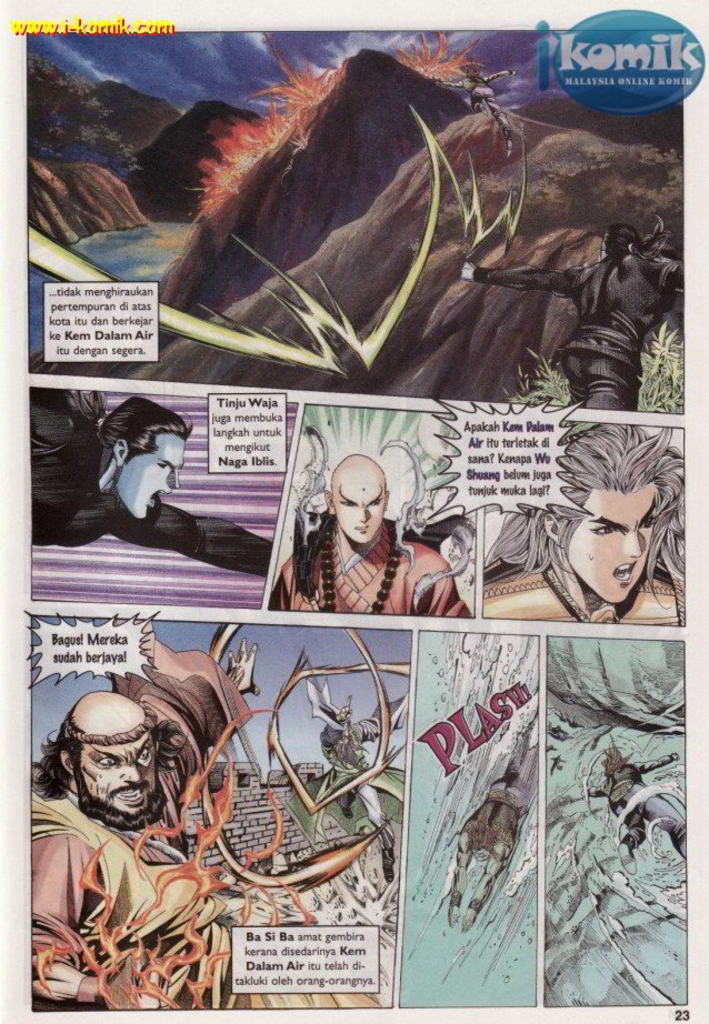 www.i-komik.com
iKomik
MALAYSIA ONLINE KOMIK
...tidak menghiraukan
pertempuran di atas
kota itu dan berkejar
ke Kem Dalam Air
itu dengan segera.
Tinju Waja
juga membuka
langkah untuk
mengikut
Naga Iblis.
Apakah Kem Dalam
Air itu terletak di
sana? Kenapa Wu
Shuang belum juga
tunjuk muka lagi?
Bagus! Mereka
sudah berjaya!
PLASH!
Ba Si Ba amat gembira
kerana disedarinya Kem
Dalam Air itu telah di-
takluki oleh orang-orangnya.
23